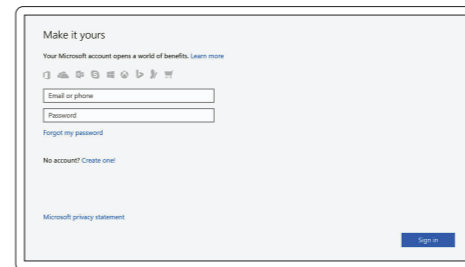 Make it yours
Your Microsoft account opens a world of benefits. Learn more
Email or phone
Password
Forgot my password
No account? Create one!
Microsoft privacy statement
Sign in